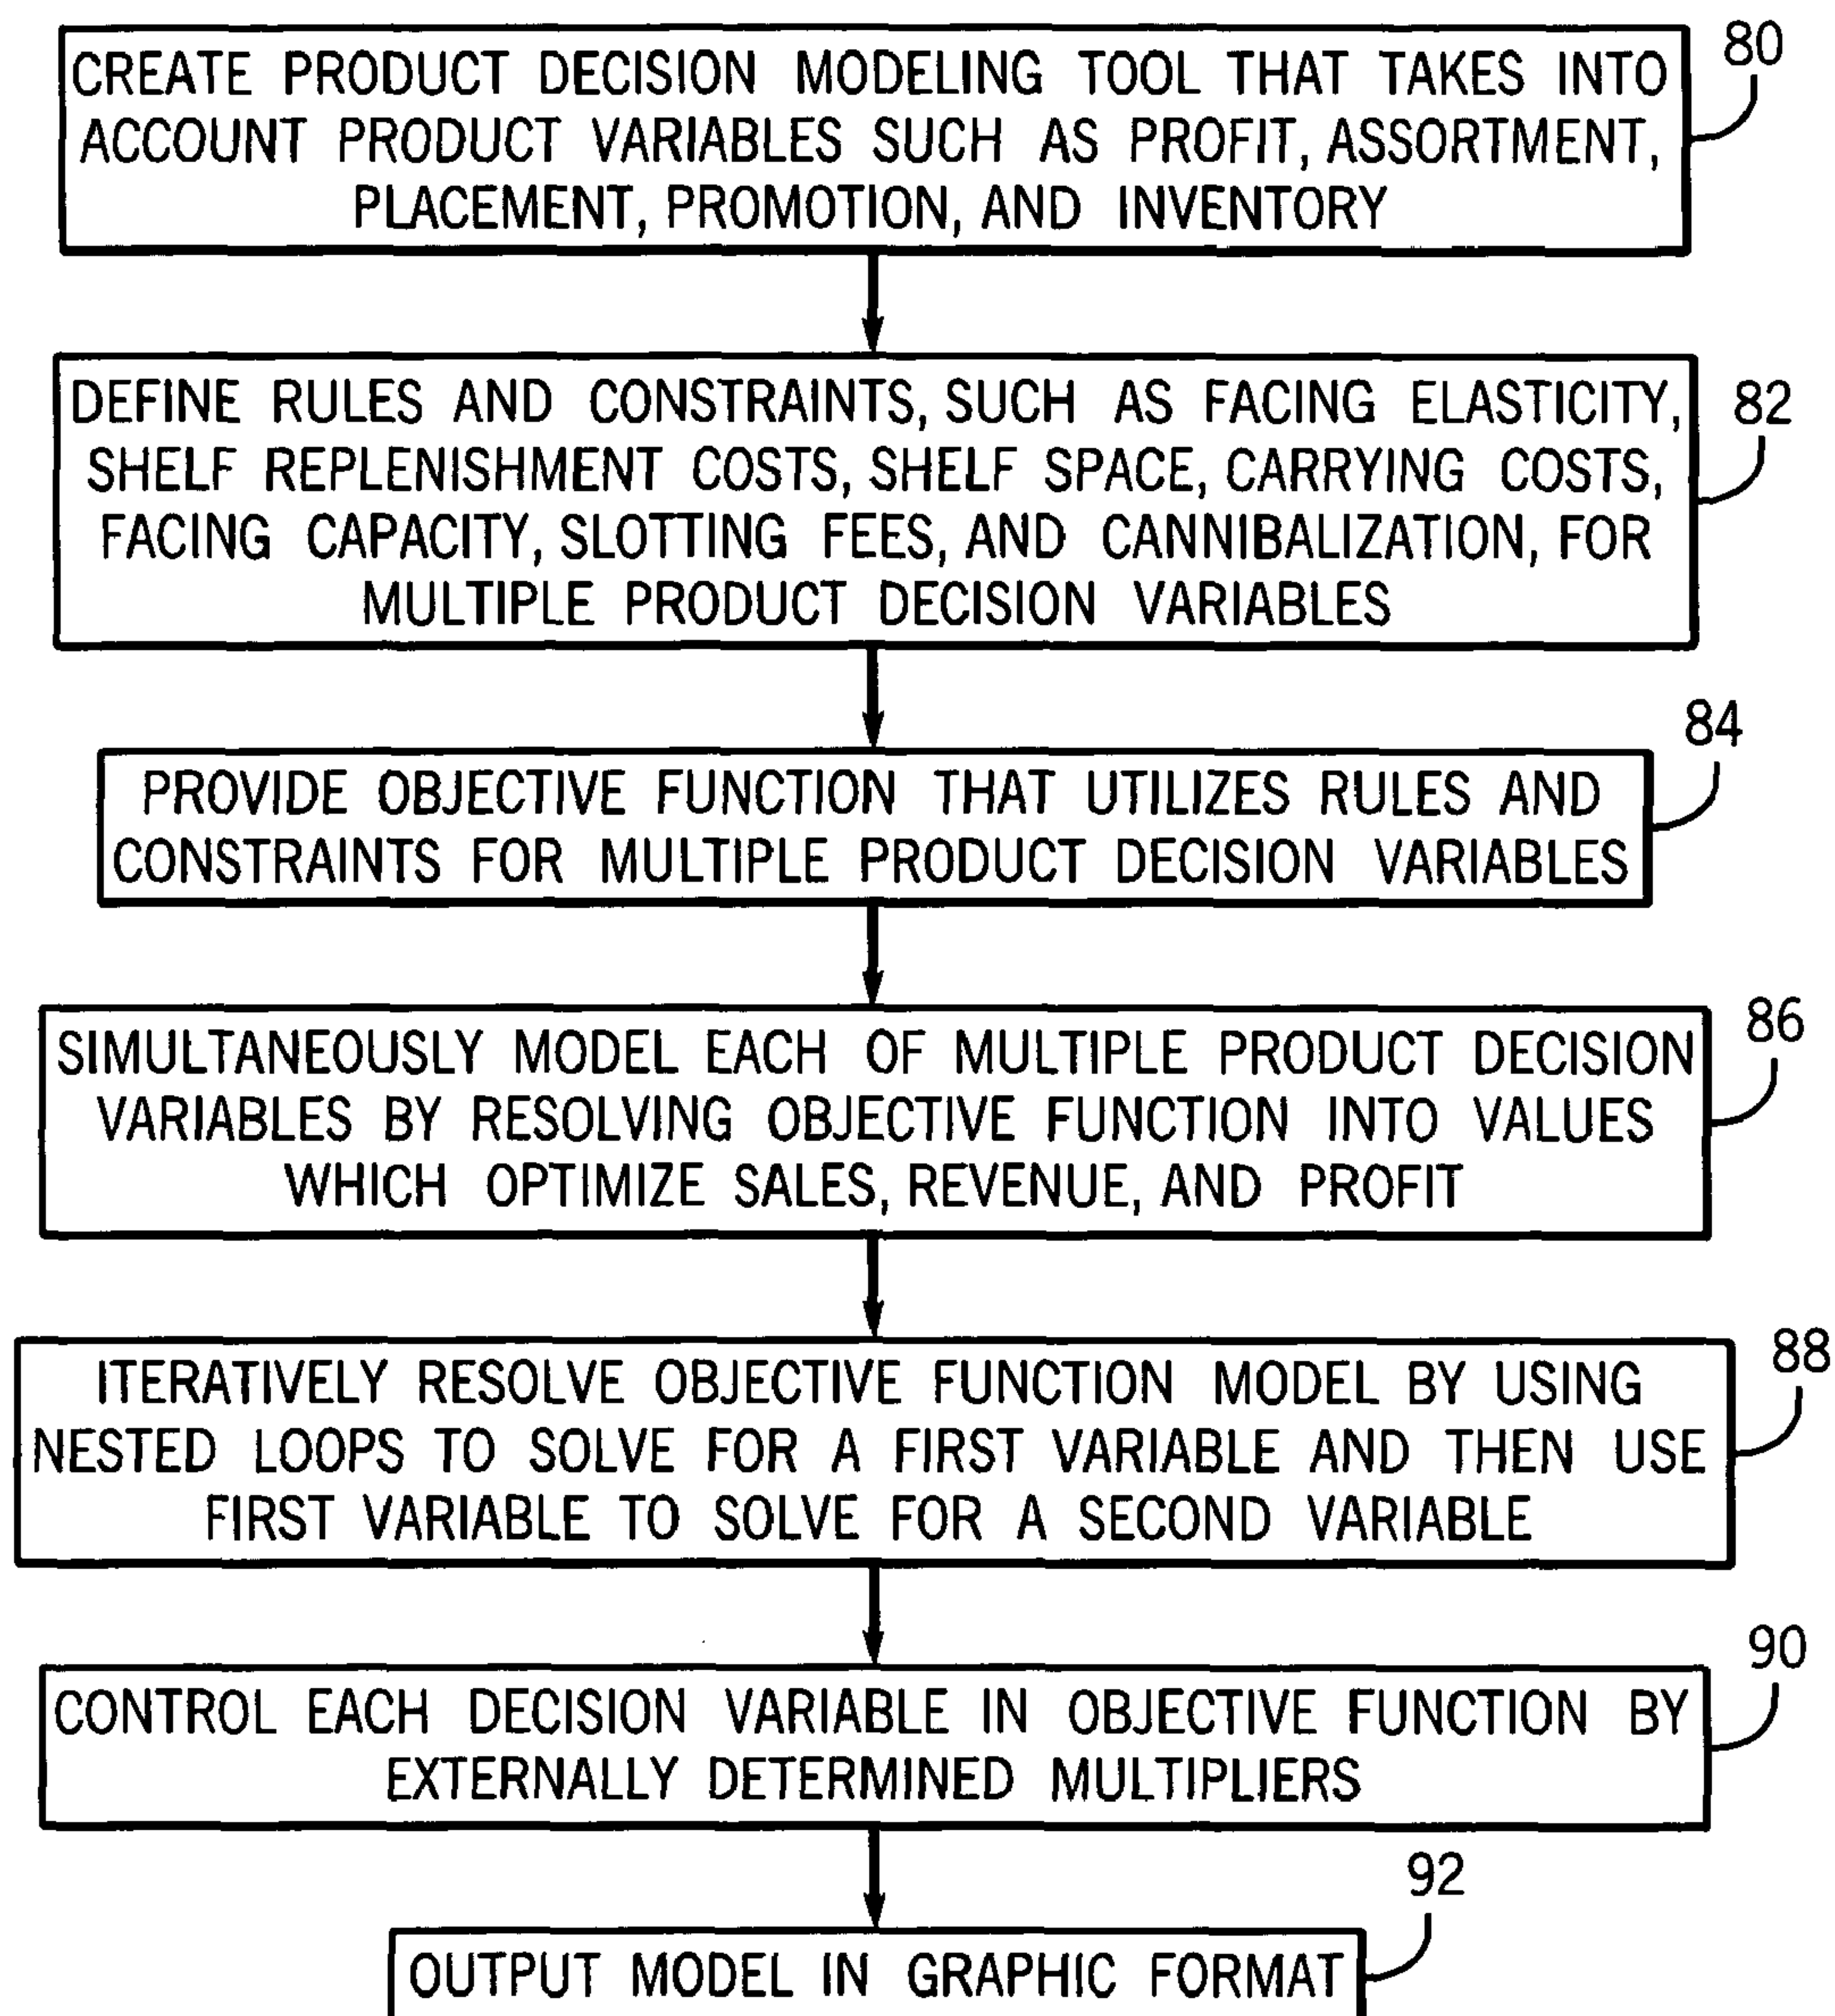 80
CREATE PRODUCT DECISION MODELING TOOL THAT TAKES INTO
ACCOUNT PRODUCT VARIABLES SUCH AS PROFIT, ASSORTMENT,
PLACEMENT, PROMOTION, AND INVENTORY
82
DEFINE RULES AND CONSTRAINTS, SUCH AS FACING ELASTICITY,
SHELF REPLENISHMENT COSTS, SHELF SPACE, CARRYING COSTS,
FACING CAPACITY, SLOTTING FEES, AND CANNIBALIZATION, FOR
MULTIPLE PRODUCT DECISION VARIABLES
84
PROVIDE OBJECTIVE FUNCTION THAT UTILIZES RULES AND
CONSTRAINTS FOR MULTIPLE PRODUCT DECISION VARIABLES
86
SIMULTANEOUSLY MODEL EACH OF MULTIPLE PRODUCT DECISION
VARIABLES BY RESOLVING OBJECTIVE FUNCTION INTO VALUES
WHICH OPTIMIZE SALES, REVENUE, AND PROFIT
88
ITERATIVELY RESOLVE OBJECTIVE FUNCTION MODEL BY USING
NESTED LOOPS TO SOLVE FOR A FIRST VARIABLE AND THEN USE
FIRST VARIABLE TO SOLVE FOR A SECOND VARIABLE
90
CONTROL EACH DECISION VARIABLE IN OBJECTIVE FUNCTION BY
EXTERNALLY DETERMINED MULTIPLIERS
92
OUTPUT MODEL IN GRAPHIC FORMAT